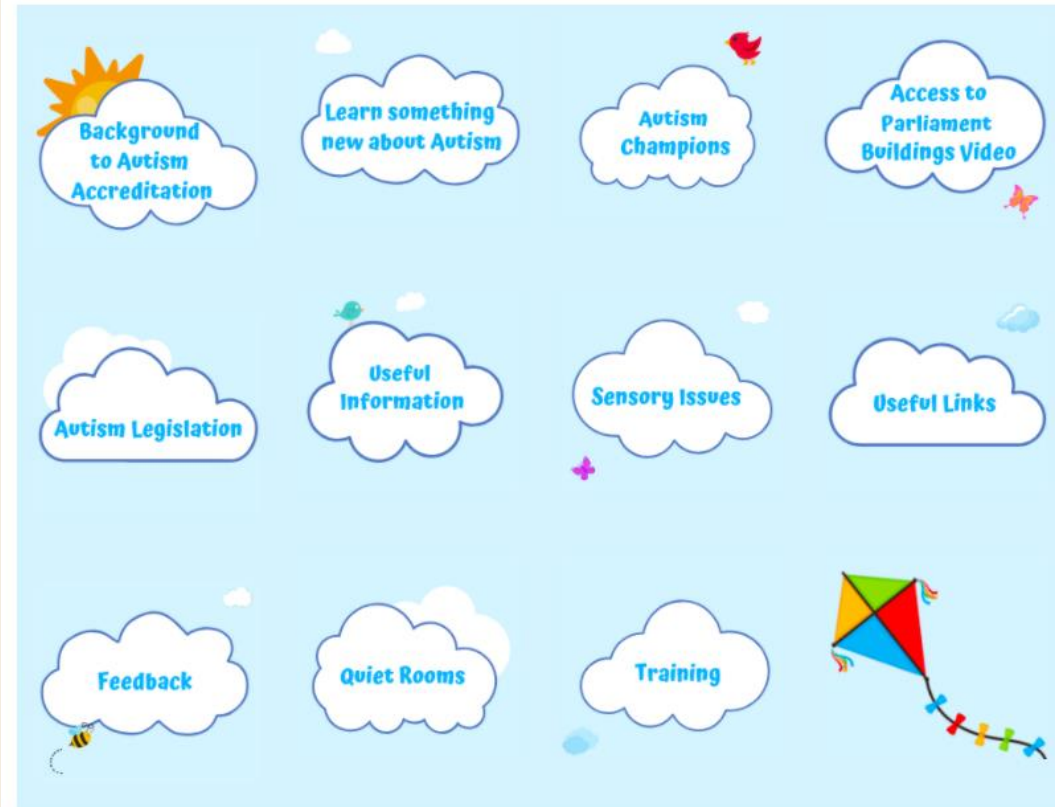 Background
to Autism
Accreditation
Learn something
new about Autism
Autism
Champions
Access to
Parliament
Buildings Video
Autism Legislation
Useful
Information
Sensory Issues
Useful Links
Feedback
Quiet Rooms
Training